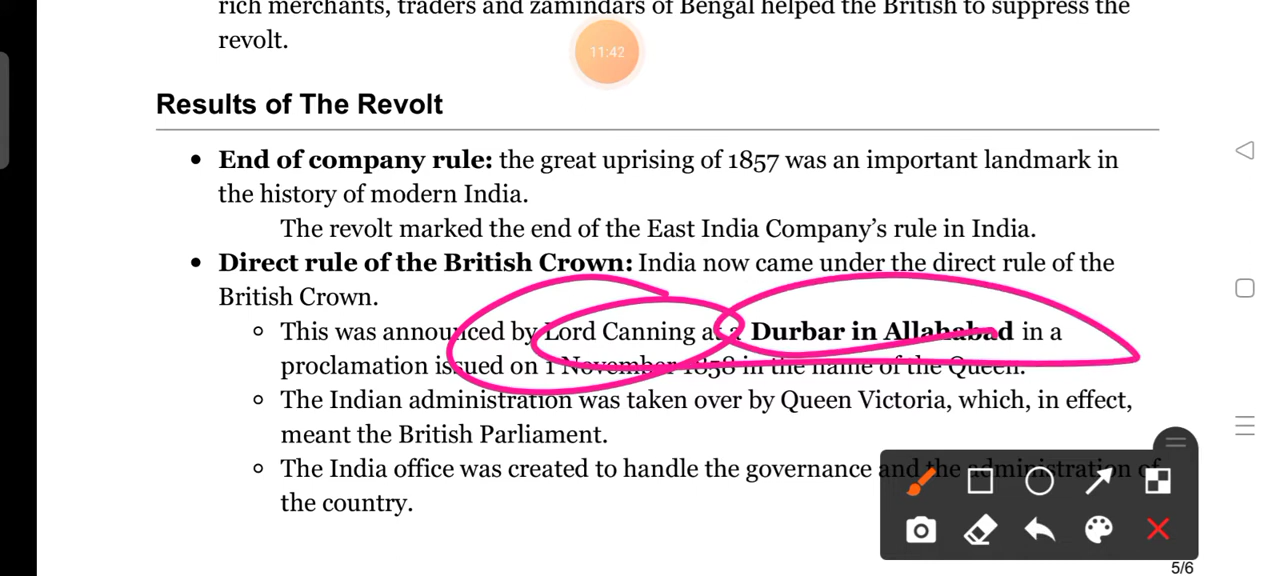 rich merchants, traders and zamindars of Bengal helped the British to suppress the
revolt.
11:42
Results of The Revolt
• End of company rule: the great uprising of 1857 was an important landmark in
the history of modern India.
The revolt marked the end of the East India Company's rule in India.
• Direct rule of the British Crown: India now came under the direct rule of the
British Crown.
○ This was announced by Lord Canning at a Durbar in Allahabad in a
proclamation issued on 1 November 1858 in the name of the Queen.
○ The Indian administration was taken over by Queen Victoria, which, in effect,
meant the British Parliament.
○ The India office was created to handle the governance and the administration of
the country.
5/6